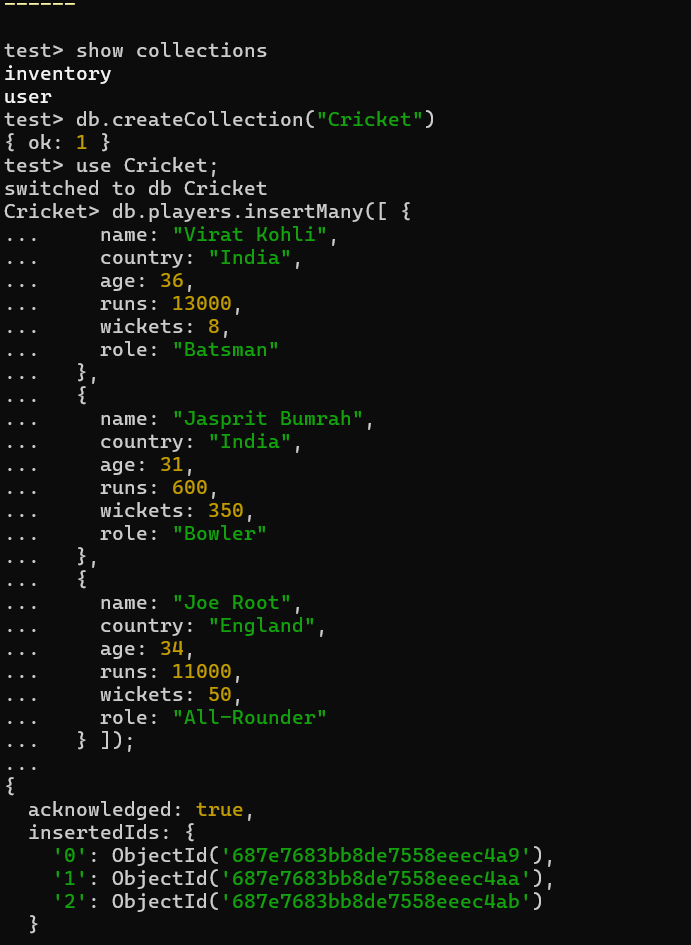 ------
test> show collections
inventory
user
test> db.createCollection("Cricket")
{ ok: 1 }
test> use Cricket;
switched to db Cricket
Cricket> db.players.insertMany([ {
...     name: "Virat Kohli",
...     country: "India",
...     age: 36,
...     runs: 13000,
...     wickets: 8,
...     role: "Batsman"
...   },
...   {
...     name: "Jasprit Bumrah",
...     country: "India",
...     age: 31,
...     runs: 600,
...     wickets: 350,
...     role: "Bowler"
...   },
...   {
...     name: "Joe Root",
...     country: "England",
...     age: 34,
...     runs: 11000,
...     wickets: 50,
...     role: "All-Rounder"
...   } ]);
...
{
  acknowledged: true,
  insertedIds: {
    '0': ObjectId('687e7683bb8de7558eeec4a9'),
    '1': ObjectId('687e7683bb8de7558eeec4aa'),
    '2': ObjectId('687e7683bb8de7558eeec4ab')
  }